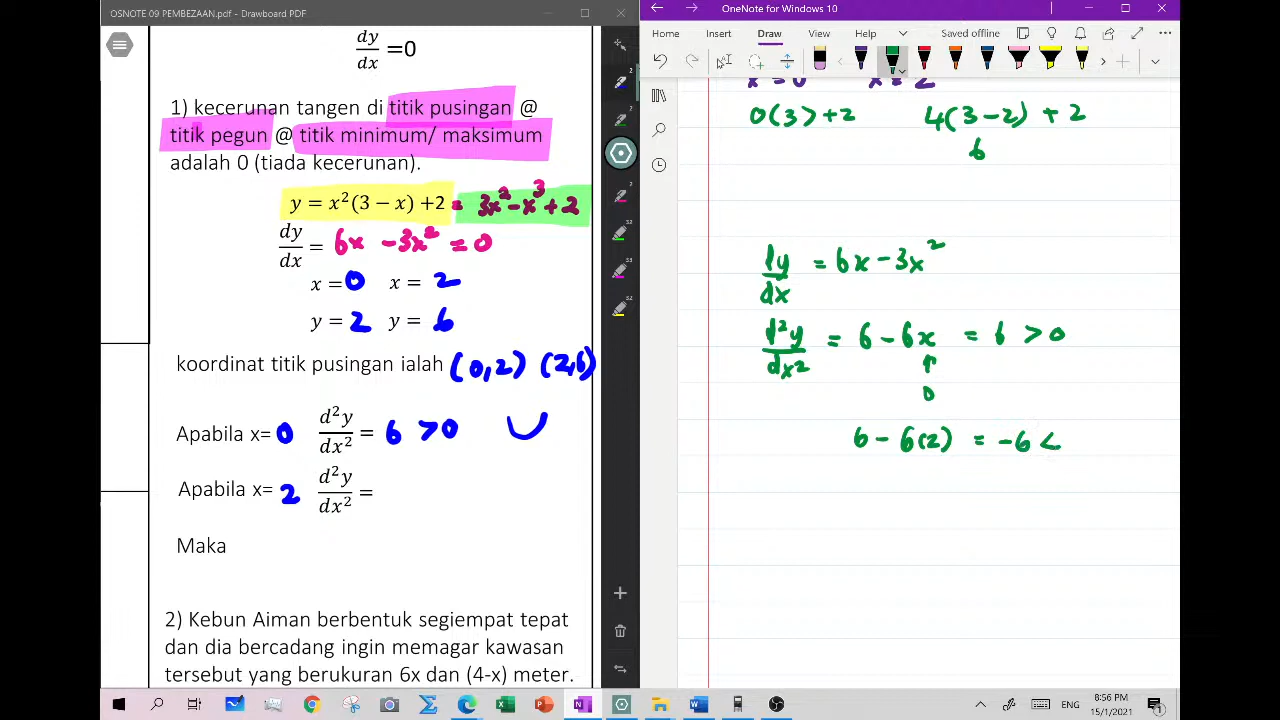 OSNOTE 09 PEMBEZAAN.pdf - Drawboard PDF
dy/dx =0
1) kecerunan tangen di titik pusingan @
titik pegun @ titik minimum/ maksimum
adalah 0 (tiada kecerunan).
y = x²(3 − x) +2 = 3x² - x³ + 2
dy/dx = 6x - 3x² = 0
x = 0 x = 2
y = 2 y = 6
koordinat titik pusingan ialah (0,2) (2,6)
Apabila x= 0 d²y/dx² = 6 > 0
Apabila x= 2 d²y/dx² =
Maka
2) Kebun Aiman berbentuk segiempat tepat
dan dia bercadang ingin memagar kawasan
tersebut yang berukuran 6x dan (4-x) meter.
OneNote for Windows 10
Home Insert Draw View Help Saved offline
x = 0 x = 2
0(3) +2 4(3-2) + 2
6
dy/dx = 6x - 3x²
d²y/dx² = 6 - 6x = 6 > 0
0
6 - 6(2) = -6 <
8:56 PM
15/1/2021